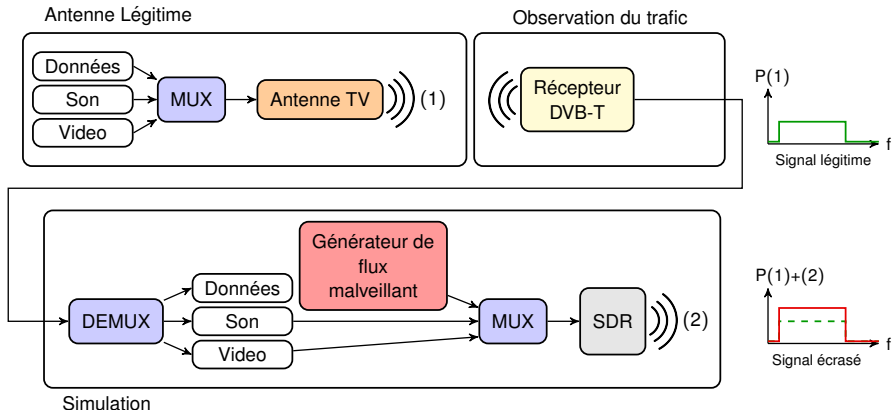 Antenne Légitime
Observation du trafic
Données
Son
Video
MUX
Antenne TV
(1)
Récepteur
DVB-T
P(1)
f
Signal légitime
Générateur de
flux
malveillant
DEMUX
Données
Son
Video
MUX
SDR
(2)
P(1)+(2)
f
Signal écrasé
Simulation